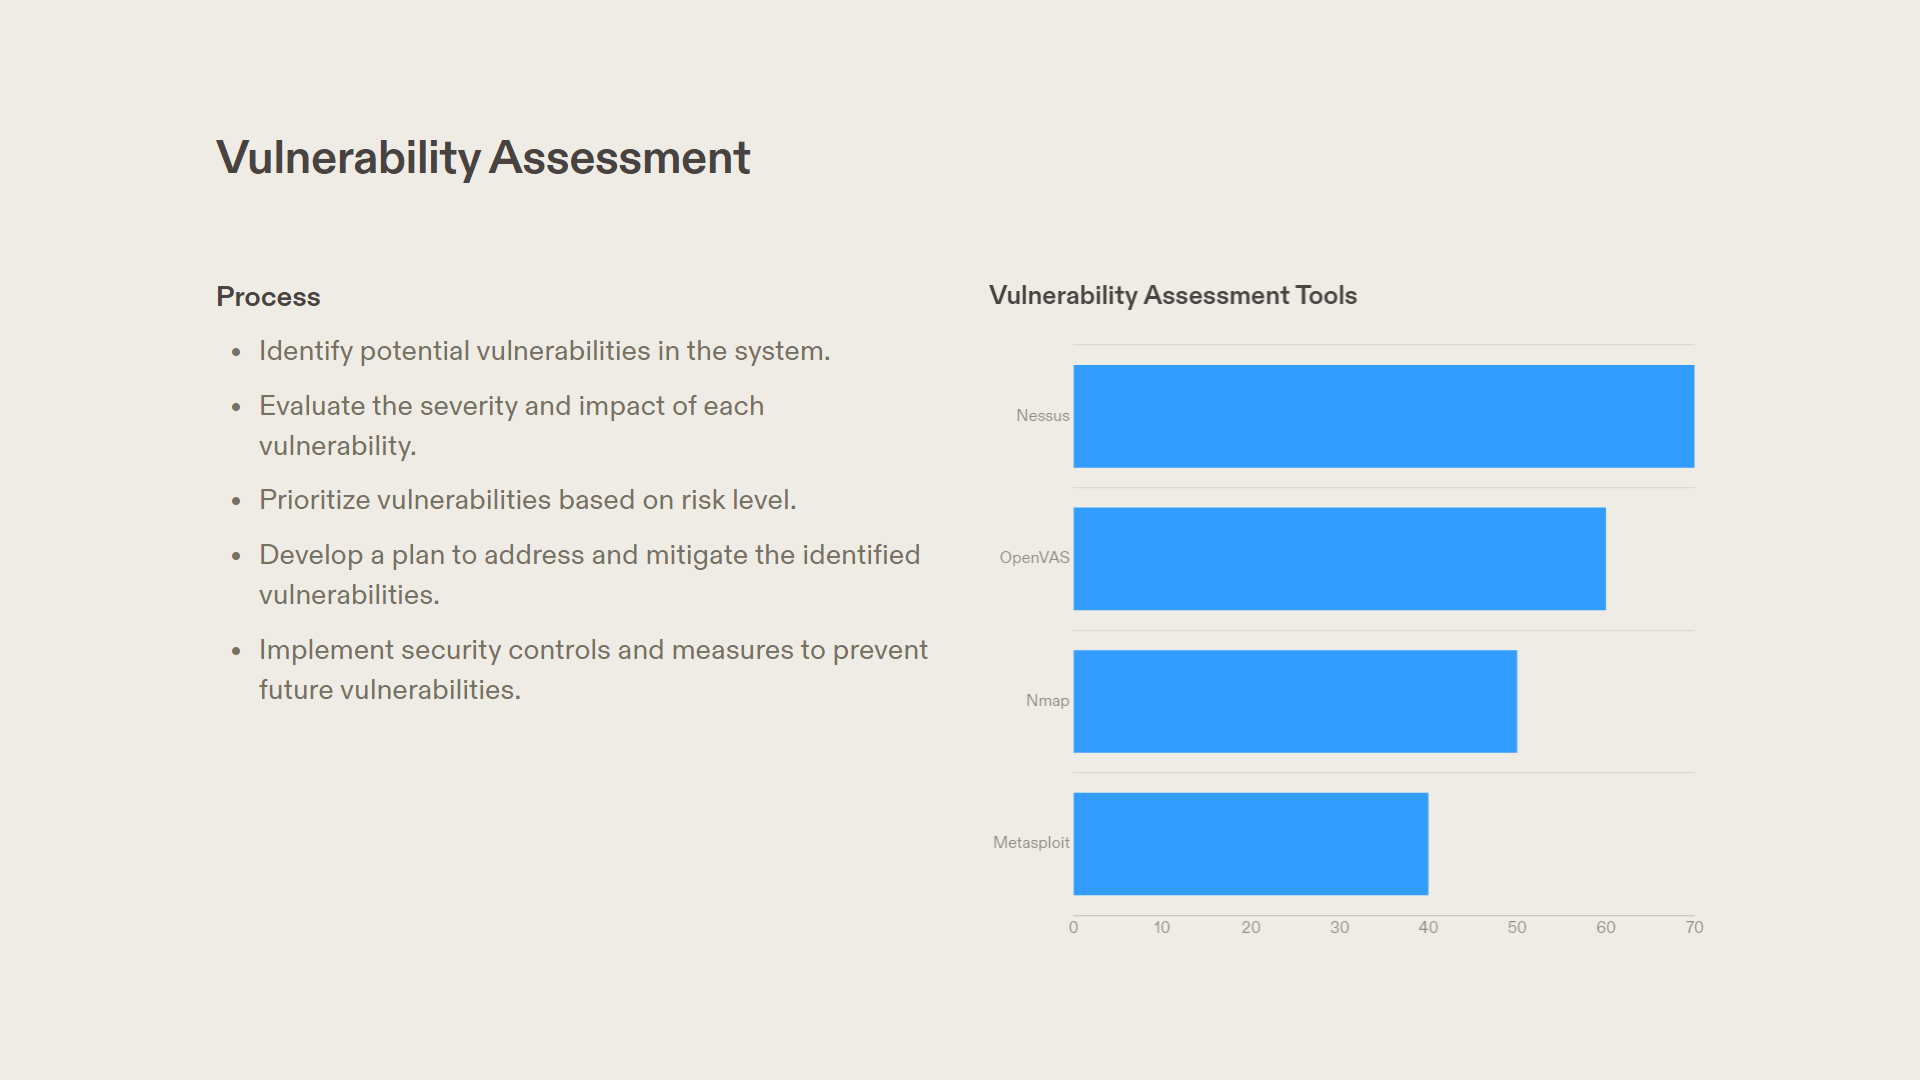 Vulnerability Assessment
Process
• Identify potential vulnerabilities in the system.
• Evaluate the severity and impact of each
vulnerability.
• Prioritize vulnerabilities based on risk level.
• Develop a plan to address and mitigate the identified
vulnerabilities.
• Implement security controls and measures to prevent
future vulnerabilities.
Vulnerability Assessment Tools
Nessus
OpenVAS
Nmap
Metasploit
0 10 20 30 40 50 60 70